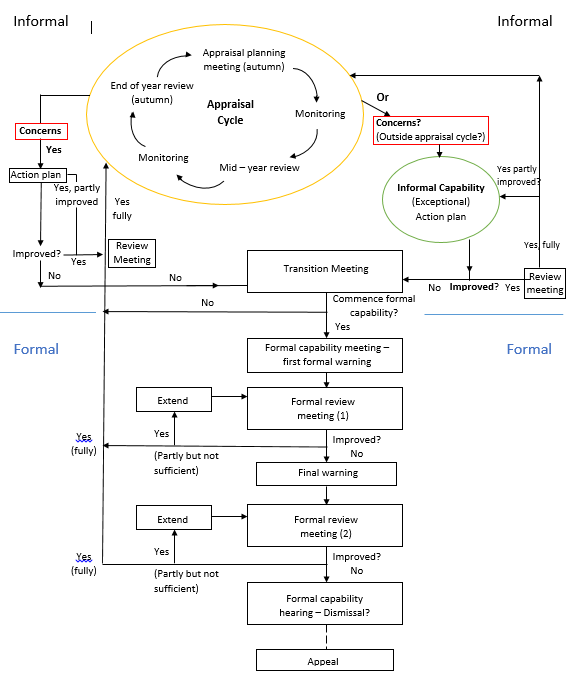 Informal
Informal
Appraisal planning
meeting (autumn)
End of year review
(autumn)
Appraisal
Cycle
Monitoring
Monitoring
Mid – year review
Or
Concerns?
(Outside appraisal cycle?)
Concerns
Yes
Action plan
Yes, partly
improved
Yes
fully
Informal Capability
(Exceptional)
Action plan
Yes partly
improved?
Improved?
Yes
Review
Meeting
Yes, fully
No
No
Transition Meeting
No
Improved?
Yes
Review
meeting
No
Commence formal
capability?
Yes
Formal
Formal
Formal capability meeting –
first formal warning
Extend
Formal review
meeting (1)
Yes
(fully)
Yes
(Partly but not
sufficient)
Improved?
No
Final warning
Extend
Formal review
meeting (2)
Yes
(fully)
Yes
(Partly but not
sufficient)
Improved?
No
Formal capability
hearing – Dismissal?
Appeal